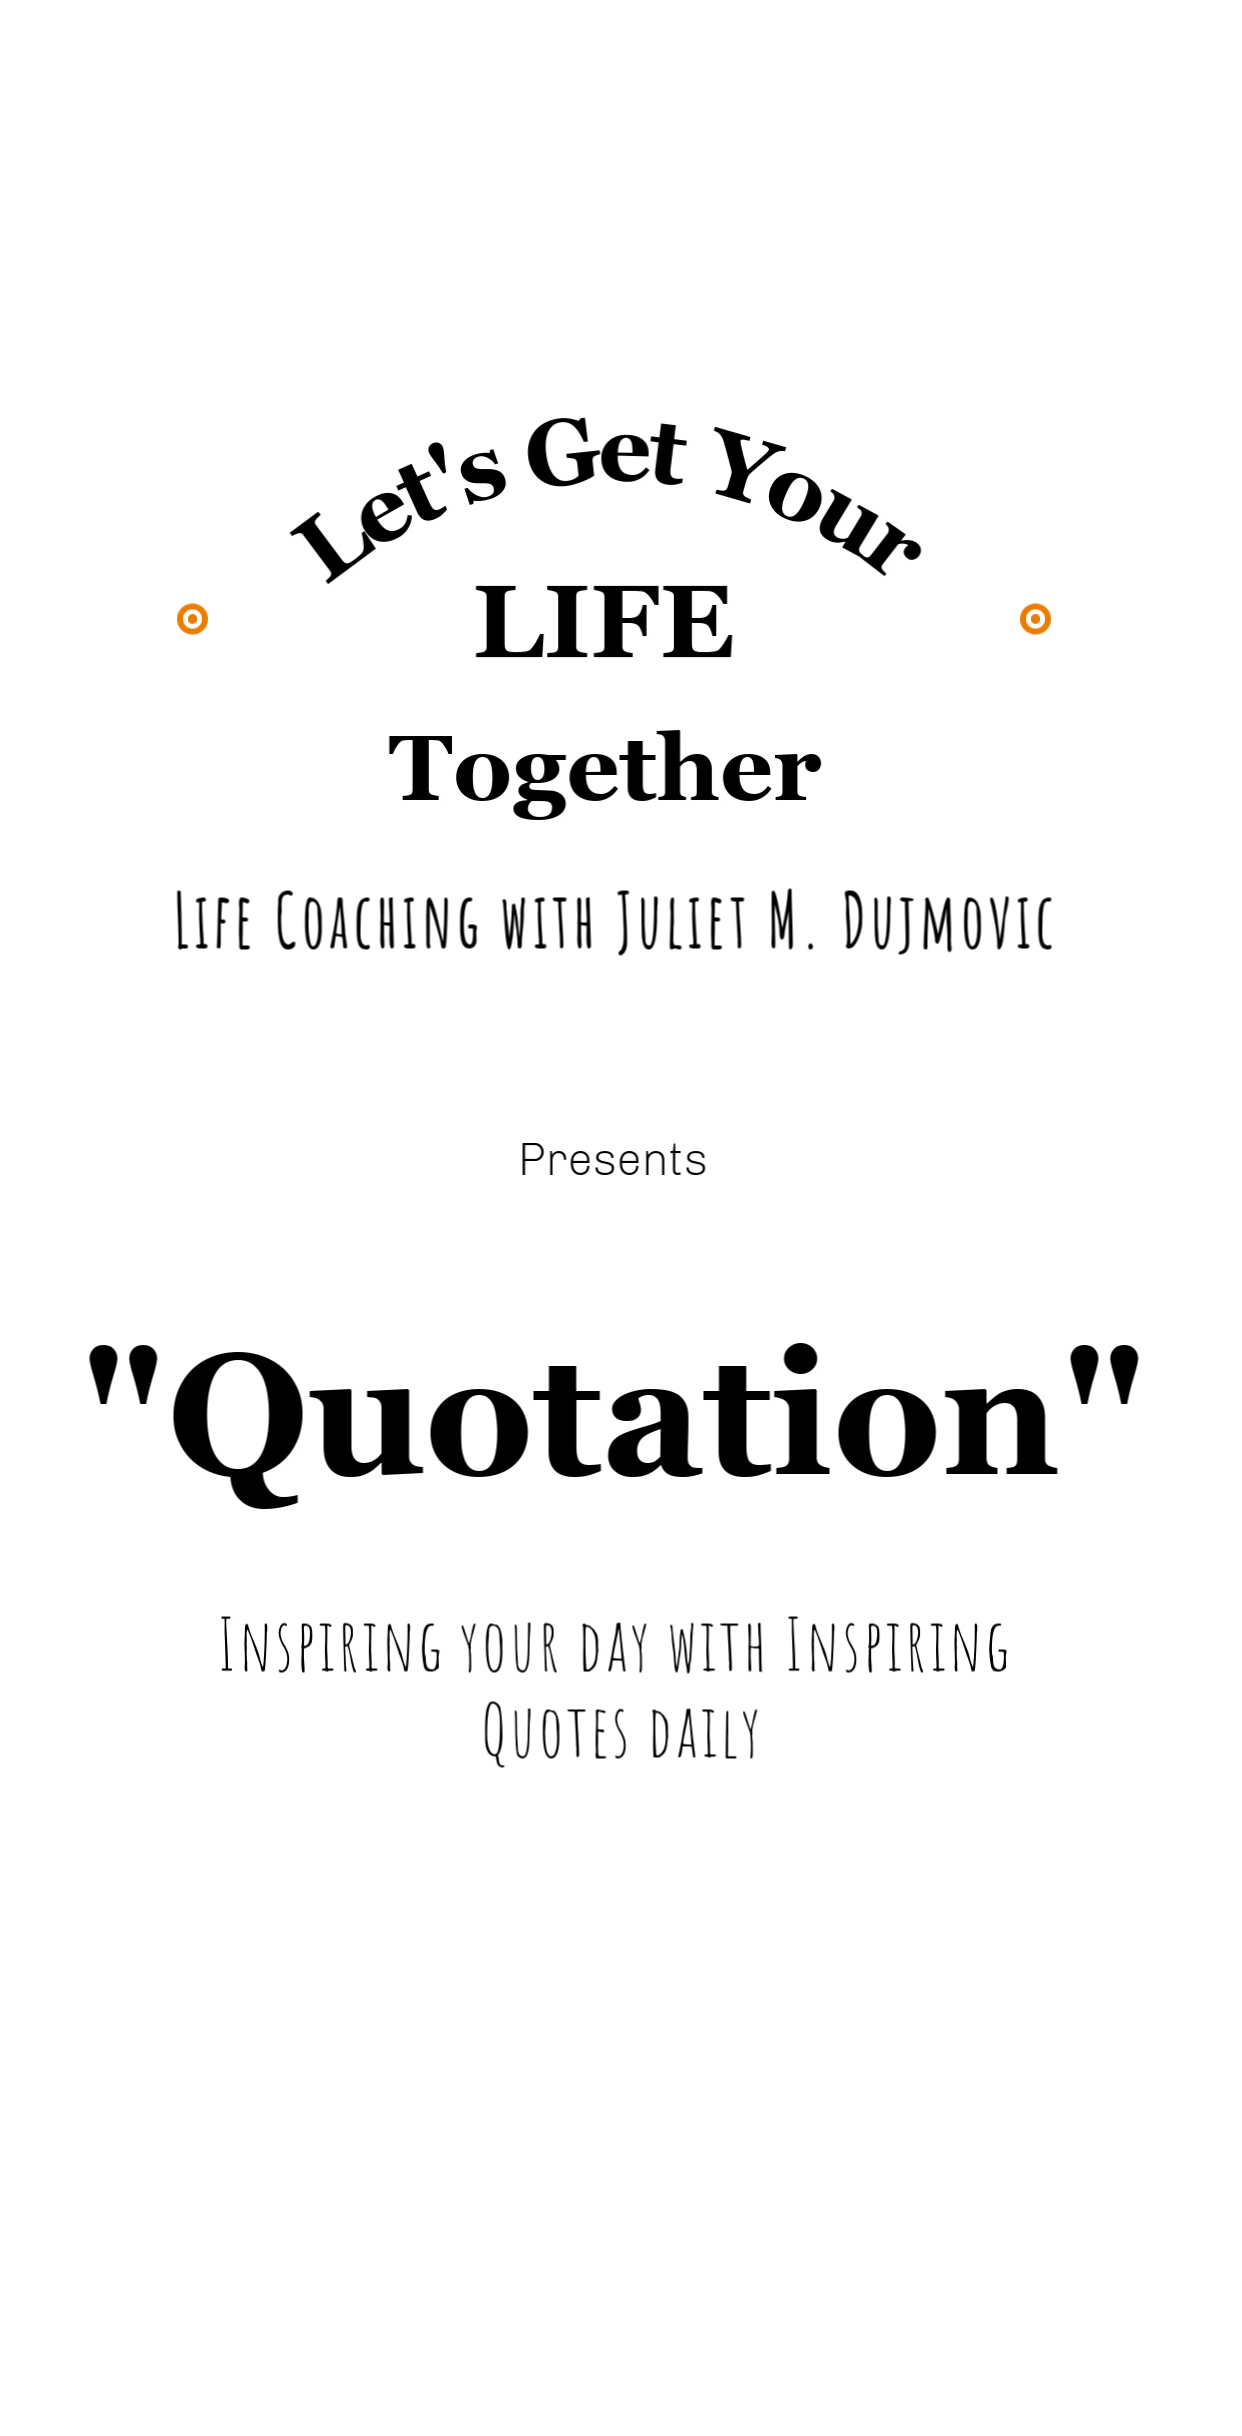 Let's Get Your
LIFE
Together
Life Coaching with Juliet M. Dujmovic
Presents
"Quotation"
Inspiring your day with Inspiring
Quotes daily